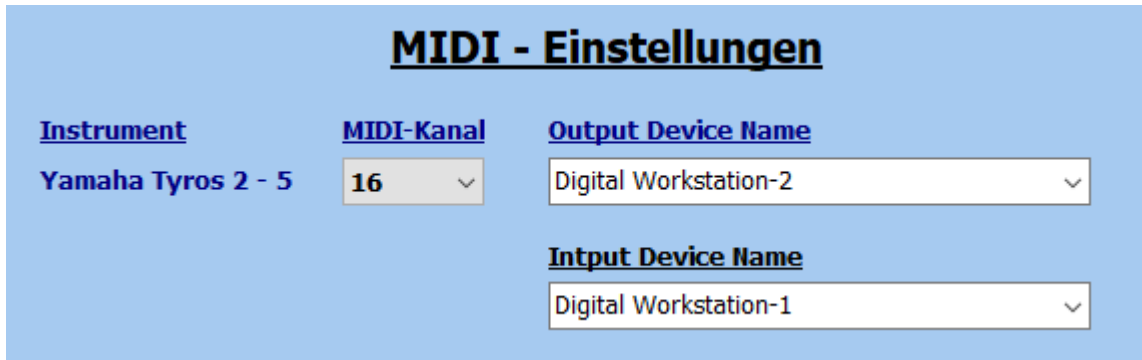 MIDI - Einstellungen
Instrument MIDI-Kanal Output Device Name
Yamaha Tyros 2 - 5 16 Digital Workstation-2
Intput Device Name
Digital Workstation-1